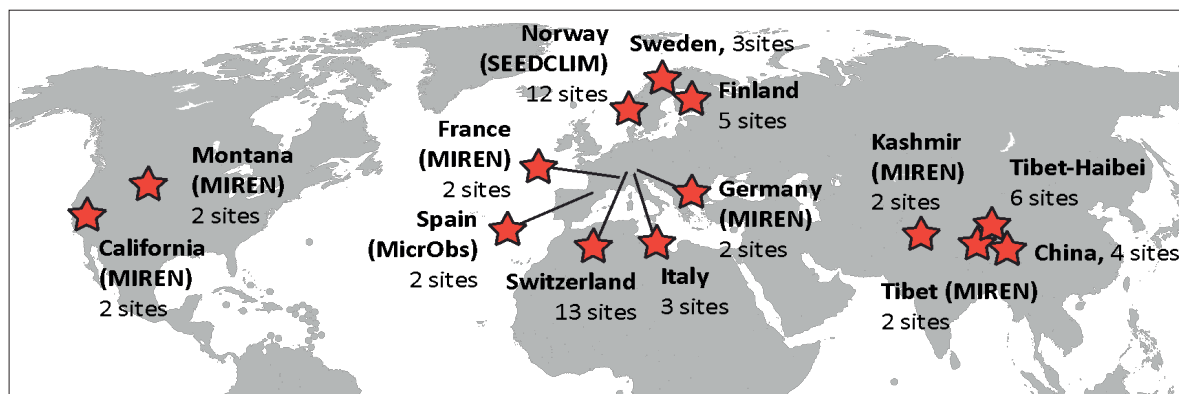 Norway
(SEEDCLIM)
12 sites
Sweden, 3sites
Finland
5 sites
France
(MIREN)
2 sites
Montana
(MIREN)
2 sites
California
(MIREN)
2 sites
Spain
(MicrObs)
2 sites
Switzerland
13 sites
Italy
3 sites
Germany
(MIREN)
2 sites
Kashmir
(MIREN)
2 sites
Tibet-Haibei
6 sites
China, 4 sites
Tibet (MIREN)
2 sites